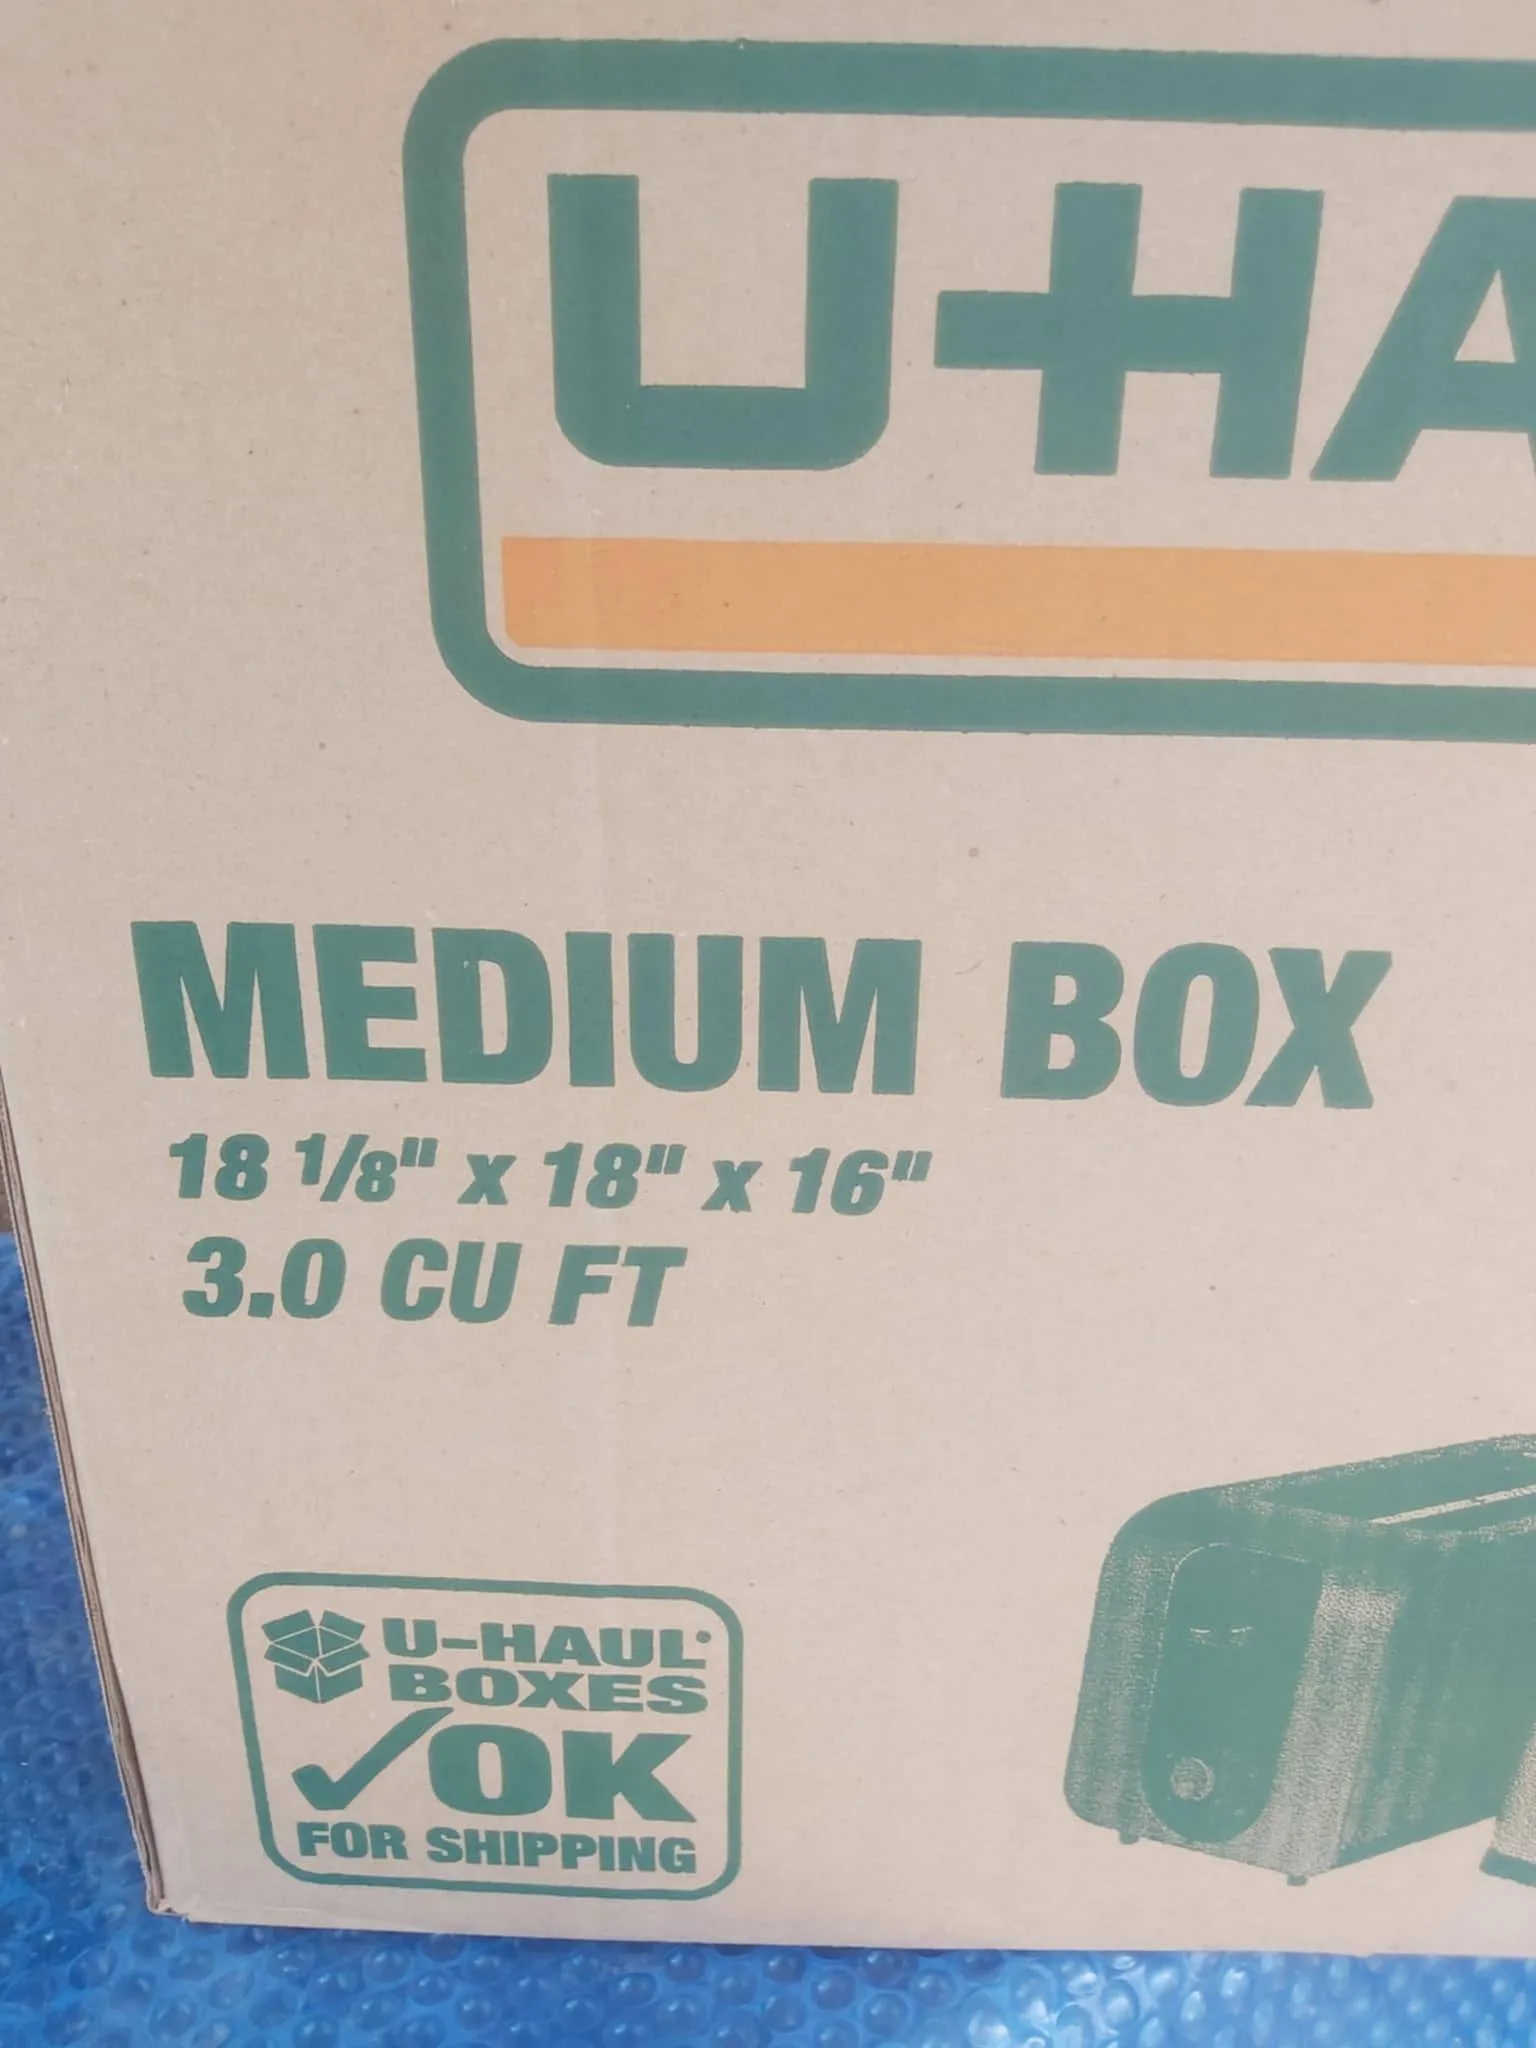 U-HA
MEDIUM BOX
18 1/8" x 18" x 16"
3.0 CU FT
U-HAUL®
BOXES
✓OK
FOR SHIPPING